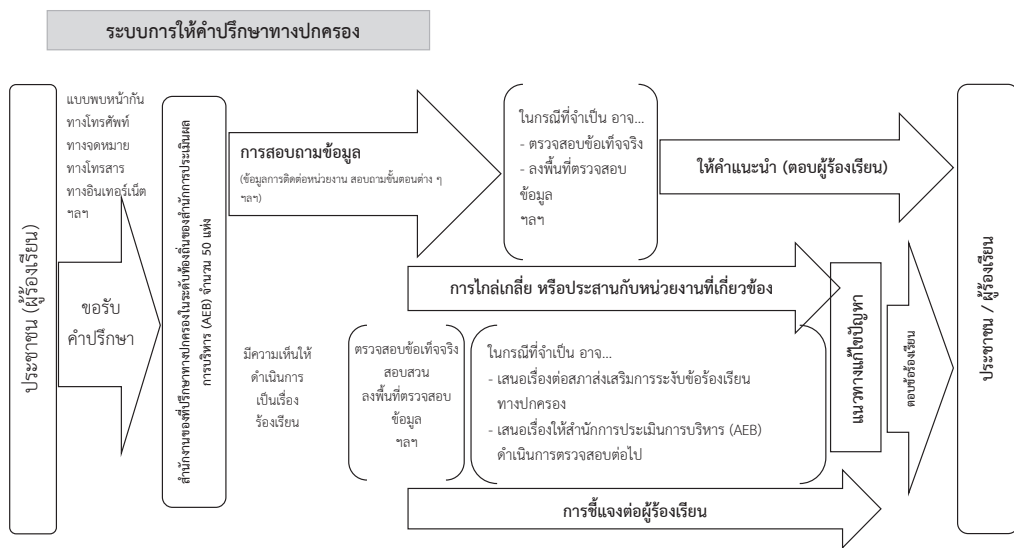 ระบบการให้คำปรึกษาทางปกครอง
ประชาชน (ผู้ร้องเรียน)
แบบพบหน้ากัน
ทางโทรศัพท์
ทางจดหมาย
ทางโทรสาร
ทางอินเทอร์เน็ต
ฯลฯ
ขอรับ
คำปรึกษา
สำนักงานของที่ปรึกษาทางปกครองในระดับท้องถิ่นของสำนักการประเมินผล
การบริหาร (AEB) จำนวน 50 แห่ง
การสอบถามข้อมูล
(ข้อมูลการติดต่อหน่วยงาน สอบถามขั้นตอนต่าง ๆ
ฯลฯ)
ในกรณีที่จำเป็น อาจ...
- ตรวจสอบข้อเท็จจริง
- ลงพื้นที่ตรวจสอบ
ข้อมูล
ฯลฯ
ให้คำแนะนำ (ตอบผู้ร้องเรียน)
การไกล่เกลี่ย หรือประสานกับหน่วยงานที่เกี่ยวข้อง
มีความเห็นให้
ดำเนินการ
เป็นเรื่อง
ร้องเรียน
ตรวจสอบข้อเท็จจริง
สอบสวน
ลงพื้นที่ตรวจสอบ
ข้อมูล
ฯลฯ
ในกรณีที่จำเป็น อาจ...
- เสนอเรื่องต่อสภาส่งเสริมการระงับข้อร้องเรียน
ทางปกครอง
- เสนอเรื่องให้สำนักการประเมินการบริหาร (AEB)
ดำเนินการตรวจสอบต่อไป
แนวทางแก้ไขปัญหา
ตอบข้อร้องเรียน
การชี้แจงต่อผู้ร้องเรียน
ประชาชน / ผู้ร้องเรียน